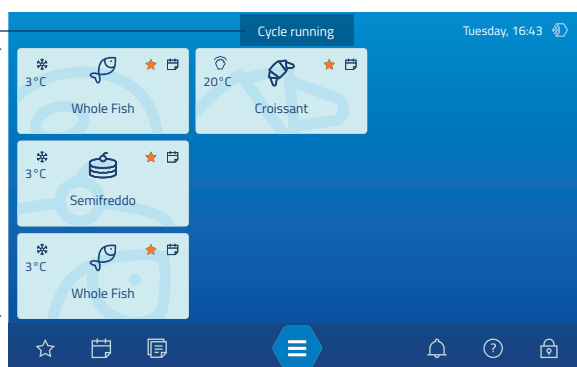 Cycle running
Tuesday, 16:43
3°C
Whole Fish
20°C
Croissant
3°C
Semifreddo
3°C
Whole Fish
?